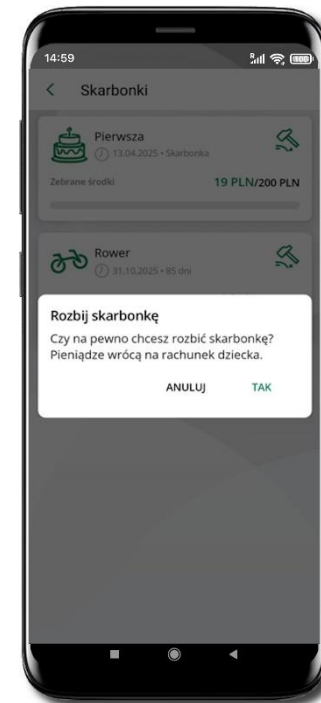 14:59
Skarbonki
Pierwsza
13.04.2025 • Skarbonka
Zebrane środki 19 PLN/200 PLN
Rower
31.10.2025 • 85 dni
Rozbij skarbonkę
Czy na pewno chcesz rozbić skarbonkę?
Pieniądze wrócą na rachunek dziecka.
ANULUJ TAK